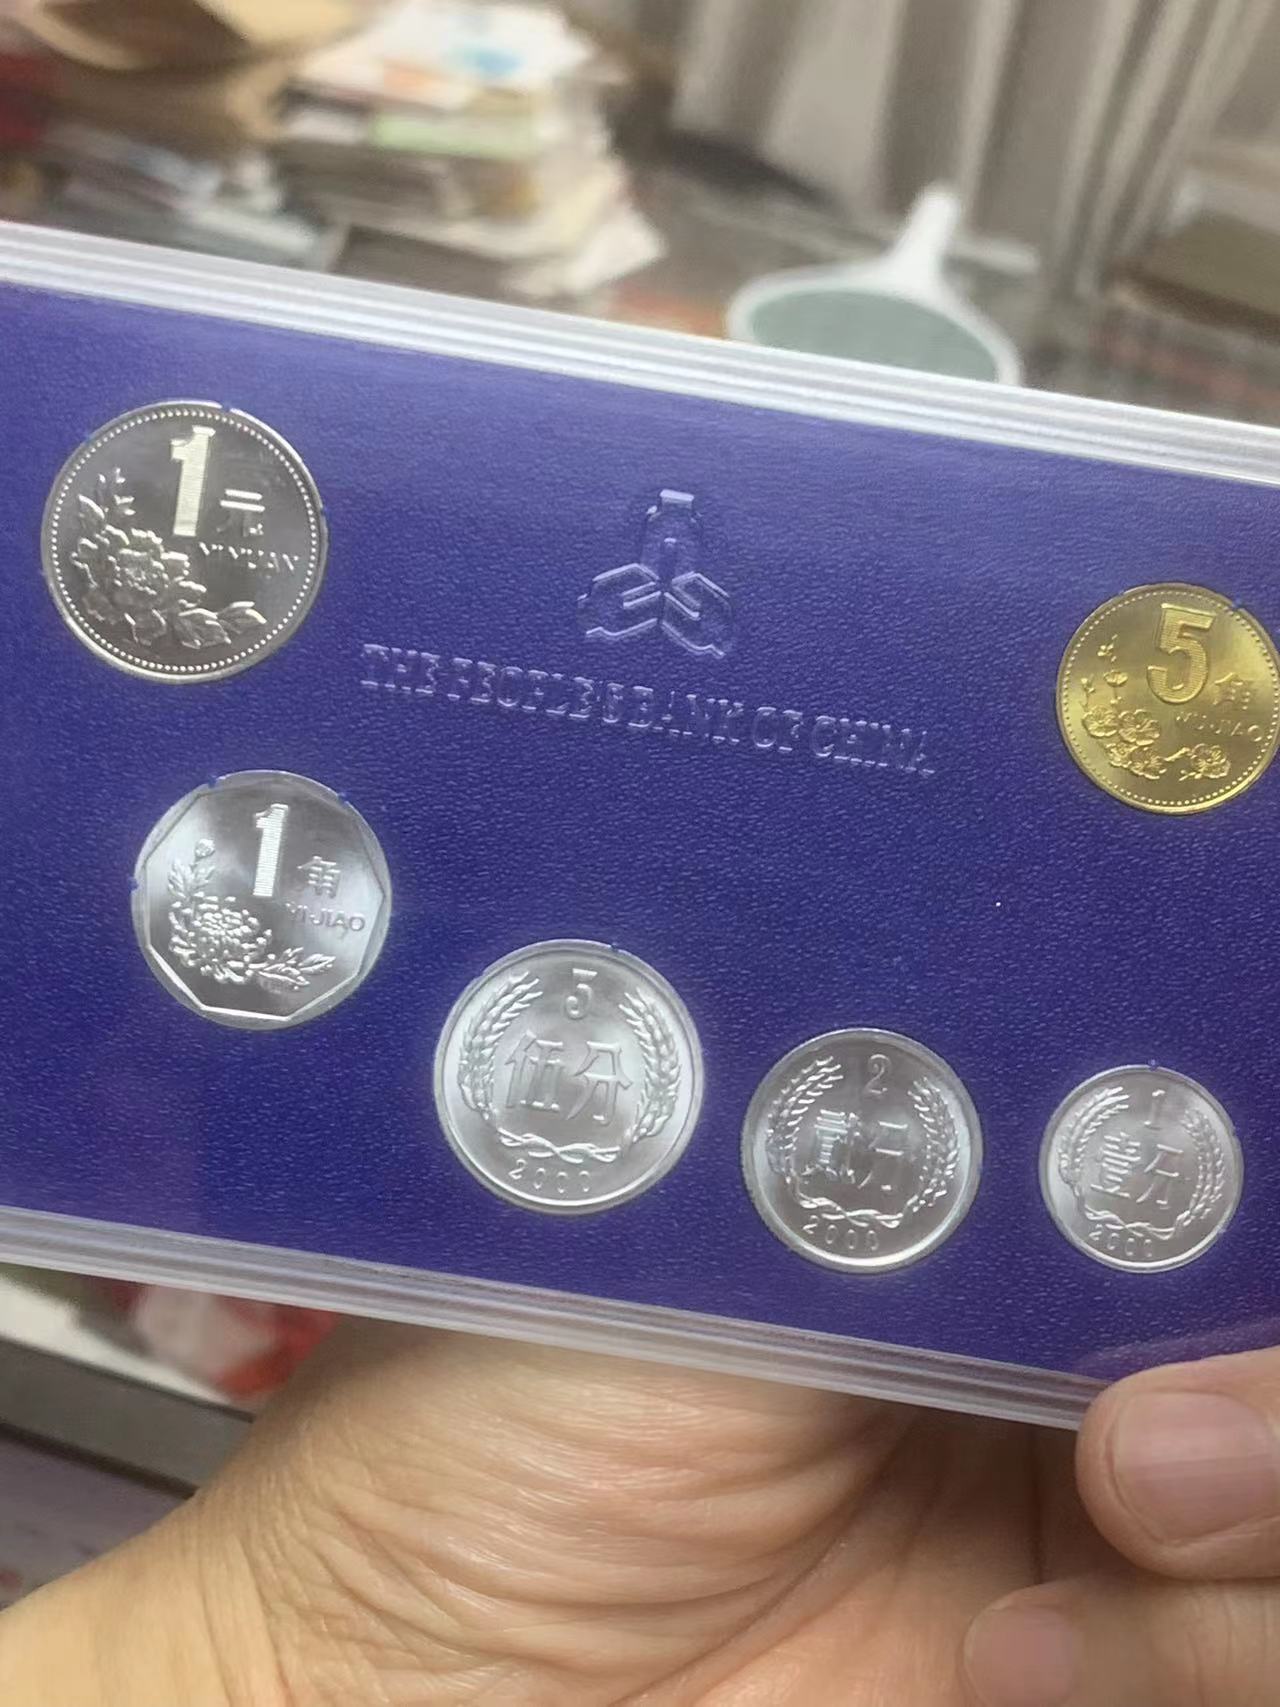 1
元
YI YUAN
THE PEOPLE'S BANK OF CHINA
5
角
WU JIAO
1
角
YI JIAO
5
伍分
2000
2
贰分
2000
1
壹分
2000